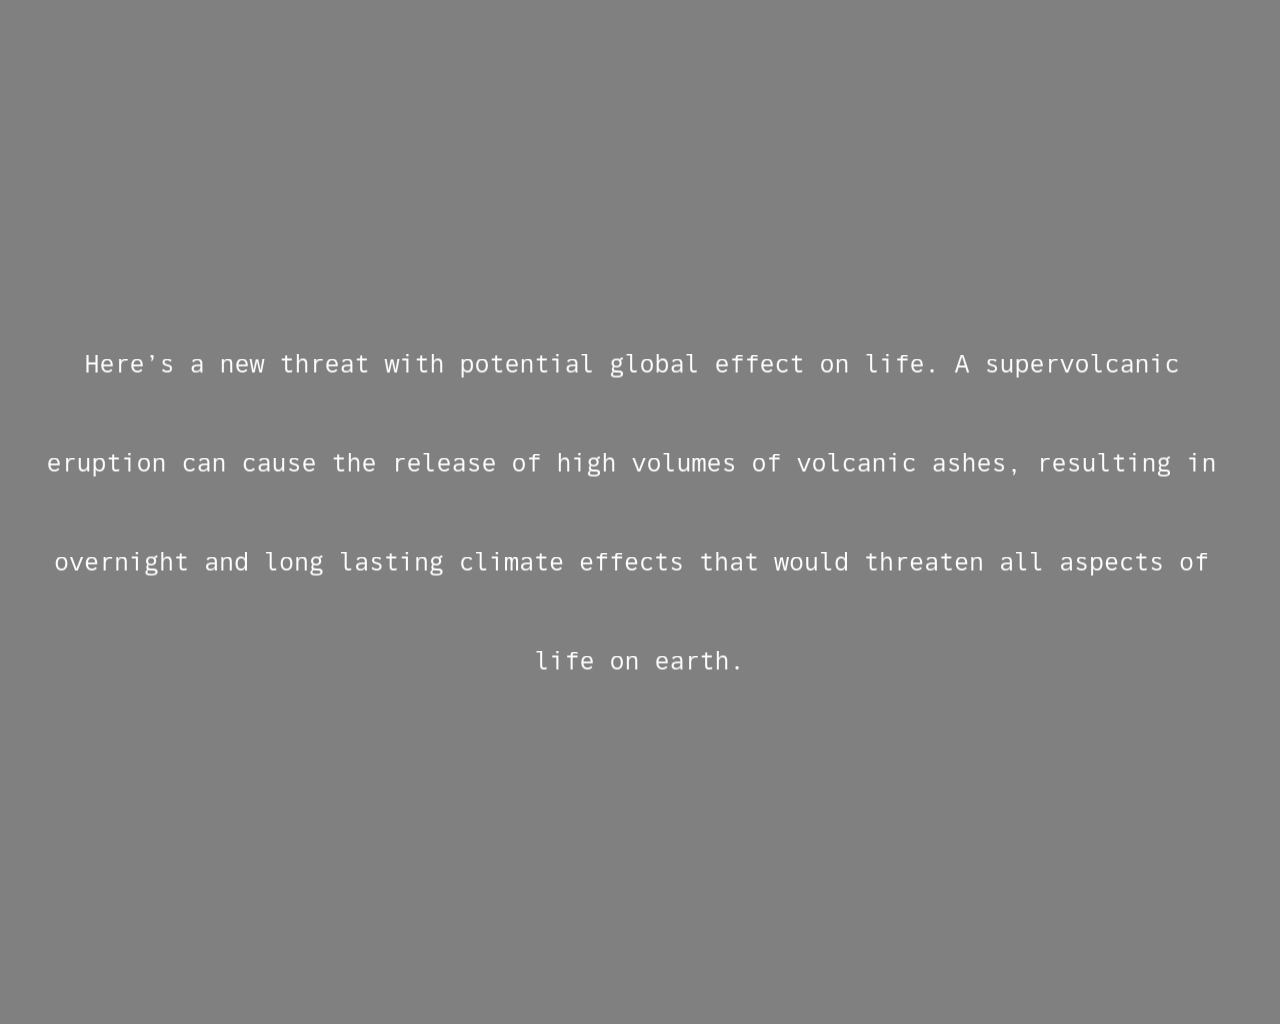 Here's a new threat with potential global effect on life. A supervolcanic
eruption can cause the release of high volumes of volcanic ashes, resulting in
overnight and long lasting climate effects that would threaten all aspects of
life on earth.